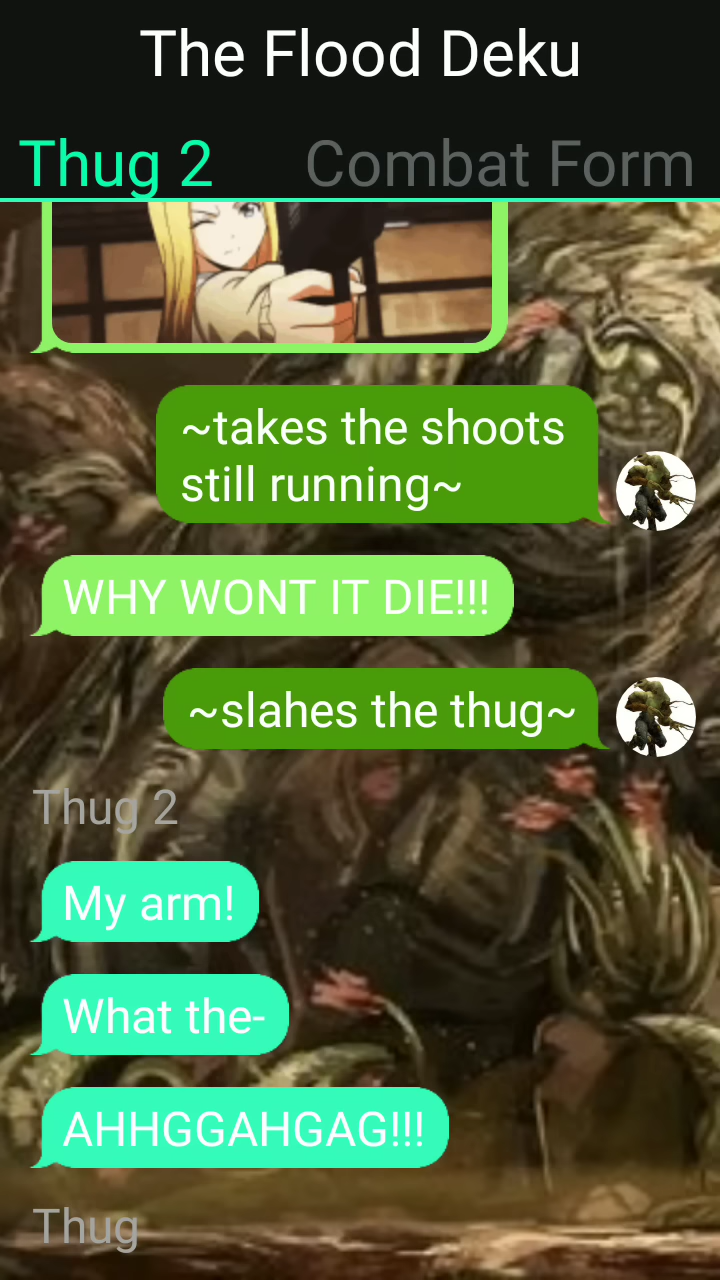 The Flood Deku
Thug 2 Combat Form
~takes the shoots
still running~
WHY WONT IT DIE!!!
~slahes the thug~
Thug 2
My arm!
What the-
AHHGGAHGAG!!!
Thug